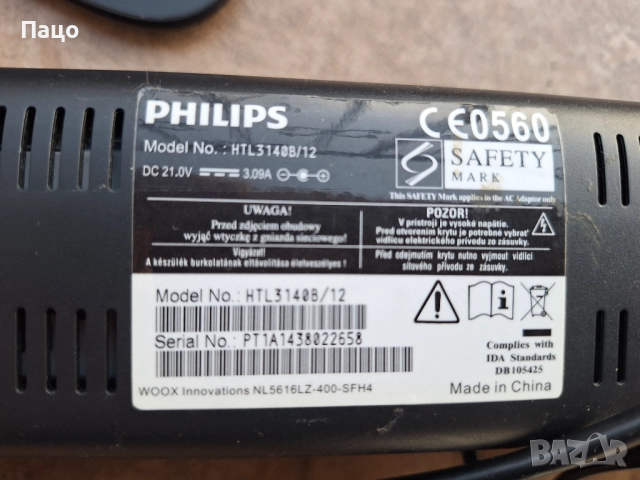 Пацо
PHILIPS
Model No.: HTL3140B/12
DC 21.0V 3.09A
CE0560
S SAFETY MARK
This SAFETY Mark applies to the AC Adaptor only
UWAGA!
Przed zdjęciem obudowy
wyjąć wtyczkę z gniazda sieciowego!
Vigyázat!
A készülék burkolatának eltávolítása életveszélyes!
POZOR!
V pristroji je vysoké napätie.
Pred otvorením krytu je potrebné vybrať
vidlicu elektrického prívodu zo zásuvky.
Před odejmutím krytu nutno vyjmout vidlici
síťového přívodu ze zásuvky.
Model No.: HTL3140B/12
Serial No.: PT1A1438022658
WOOX Innovations NL5616LZ-400-SFH4
Complies with
IDA Standards
DB105425
Made in China
BAZAR